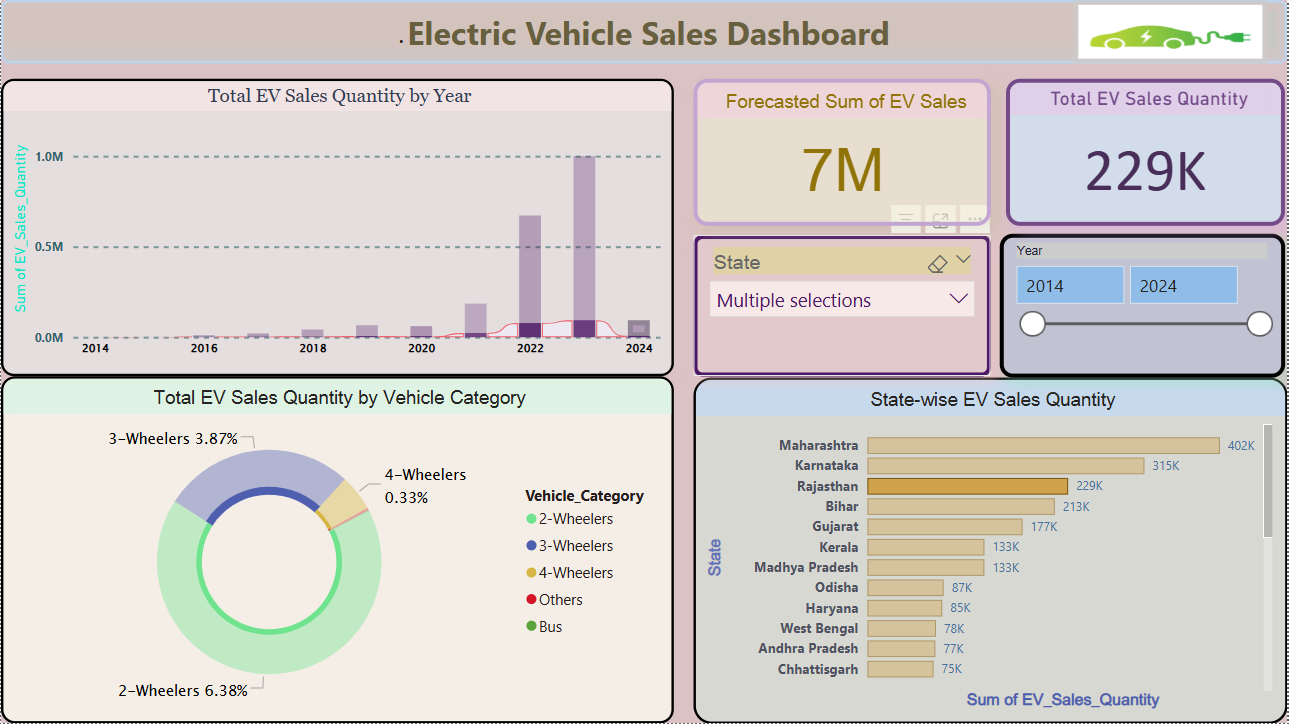 . Electric Vehicle Sales Dashboard
Total EV Sales Quantity by Year
Sum of EV_Sales_Quantity
1.0M
0.5M
0.0M
2014
2016
2018
2020
2022
2024
Forecasted Sum of EV Sales
7M
Total EV Sales Quantity
229K
State
Multiple selections
Year
2014
2024
Total EV Sales Quantity by Vehicle Category
3-Wheelers 3.87%
4-Wheelers
0.33%
2-Wheelers 6.38%
Vehicle_Category
2-Wheelers
3-Wheelers
4-Wheelers
Others
Bus
State-wise EV Sales Quantity
State
Maharashtra 402K
Karnataka 315K
Rajasthan 229K
Bihar 213K
Gujarat 177K
Kerala 133K
Madhya Pradesh 133K
Odisha 87K
Haryana 85K
West Bengal 78K
Andhra Pradesh 77K
Chhattisgarh 75K
Sum of EV_Sales_Quantity